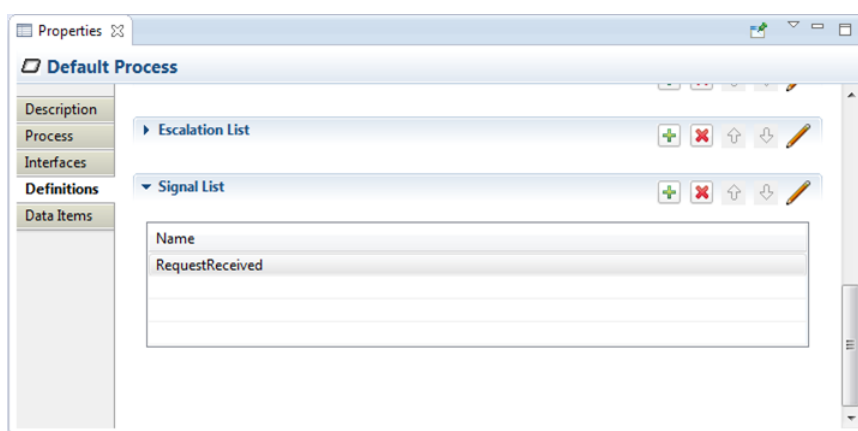 Properties
Default Process
Description
Process
Interfaces
Definitions
Data Items
Escalation List
Signal List
Name
RequestReceived